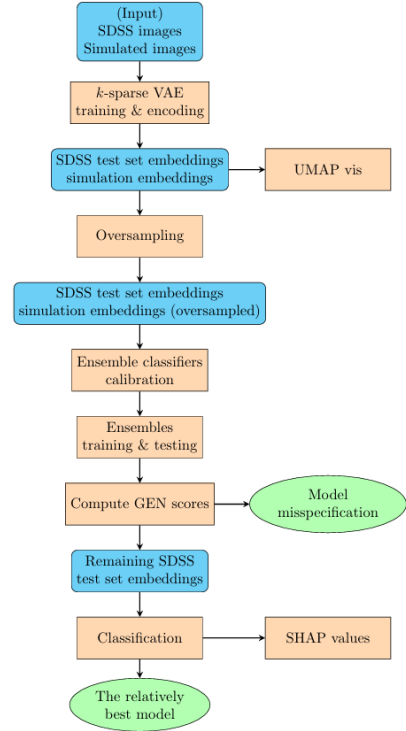 (Input)
SDSS images
Simulated images
k-sparse VAE
training & encoding
SDSS test set embeddings
simulation embeddings
UMAP vis
Oversampling
SDSS test set embeddings
simulation embeddings (oversampled)
Ensemble classifiers
calibration
Ensembles
training & testing
Compute GEN scores
Model
misspecification
Remaining SDSS
test set embeddings
Classification
SHAP values
The relatively
best model